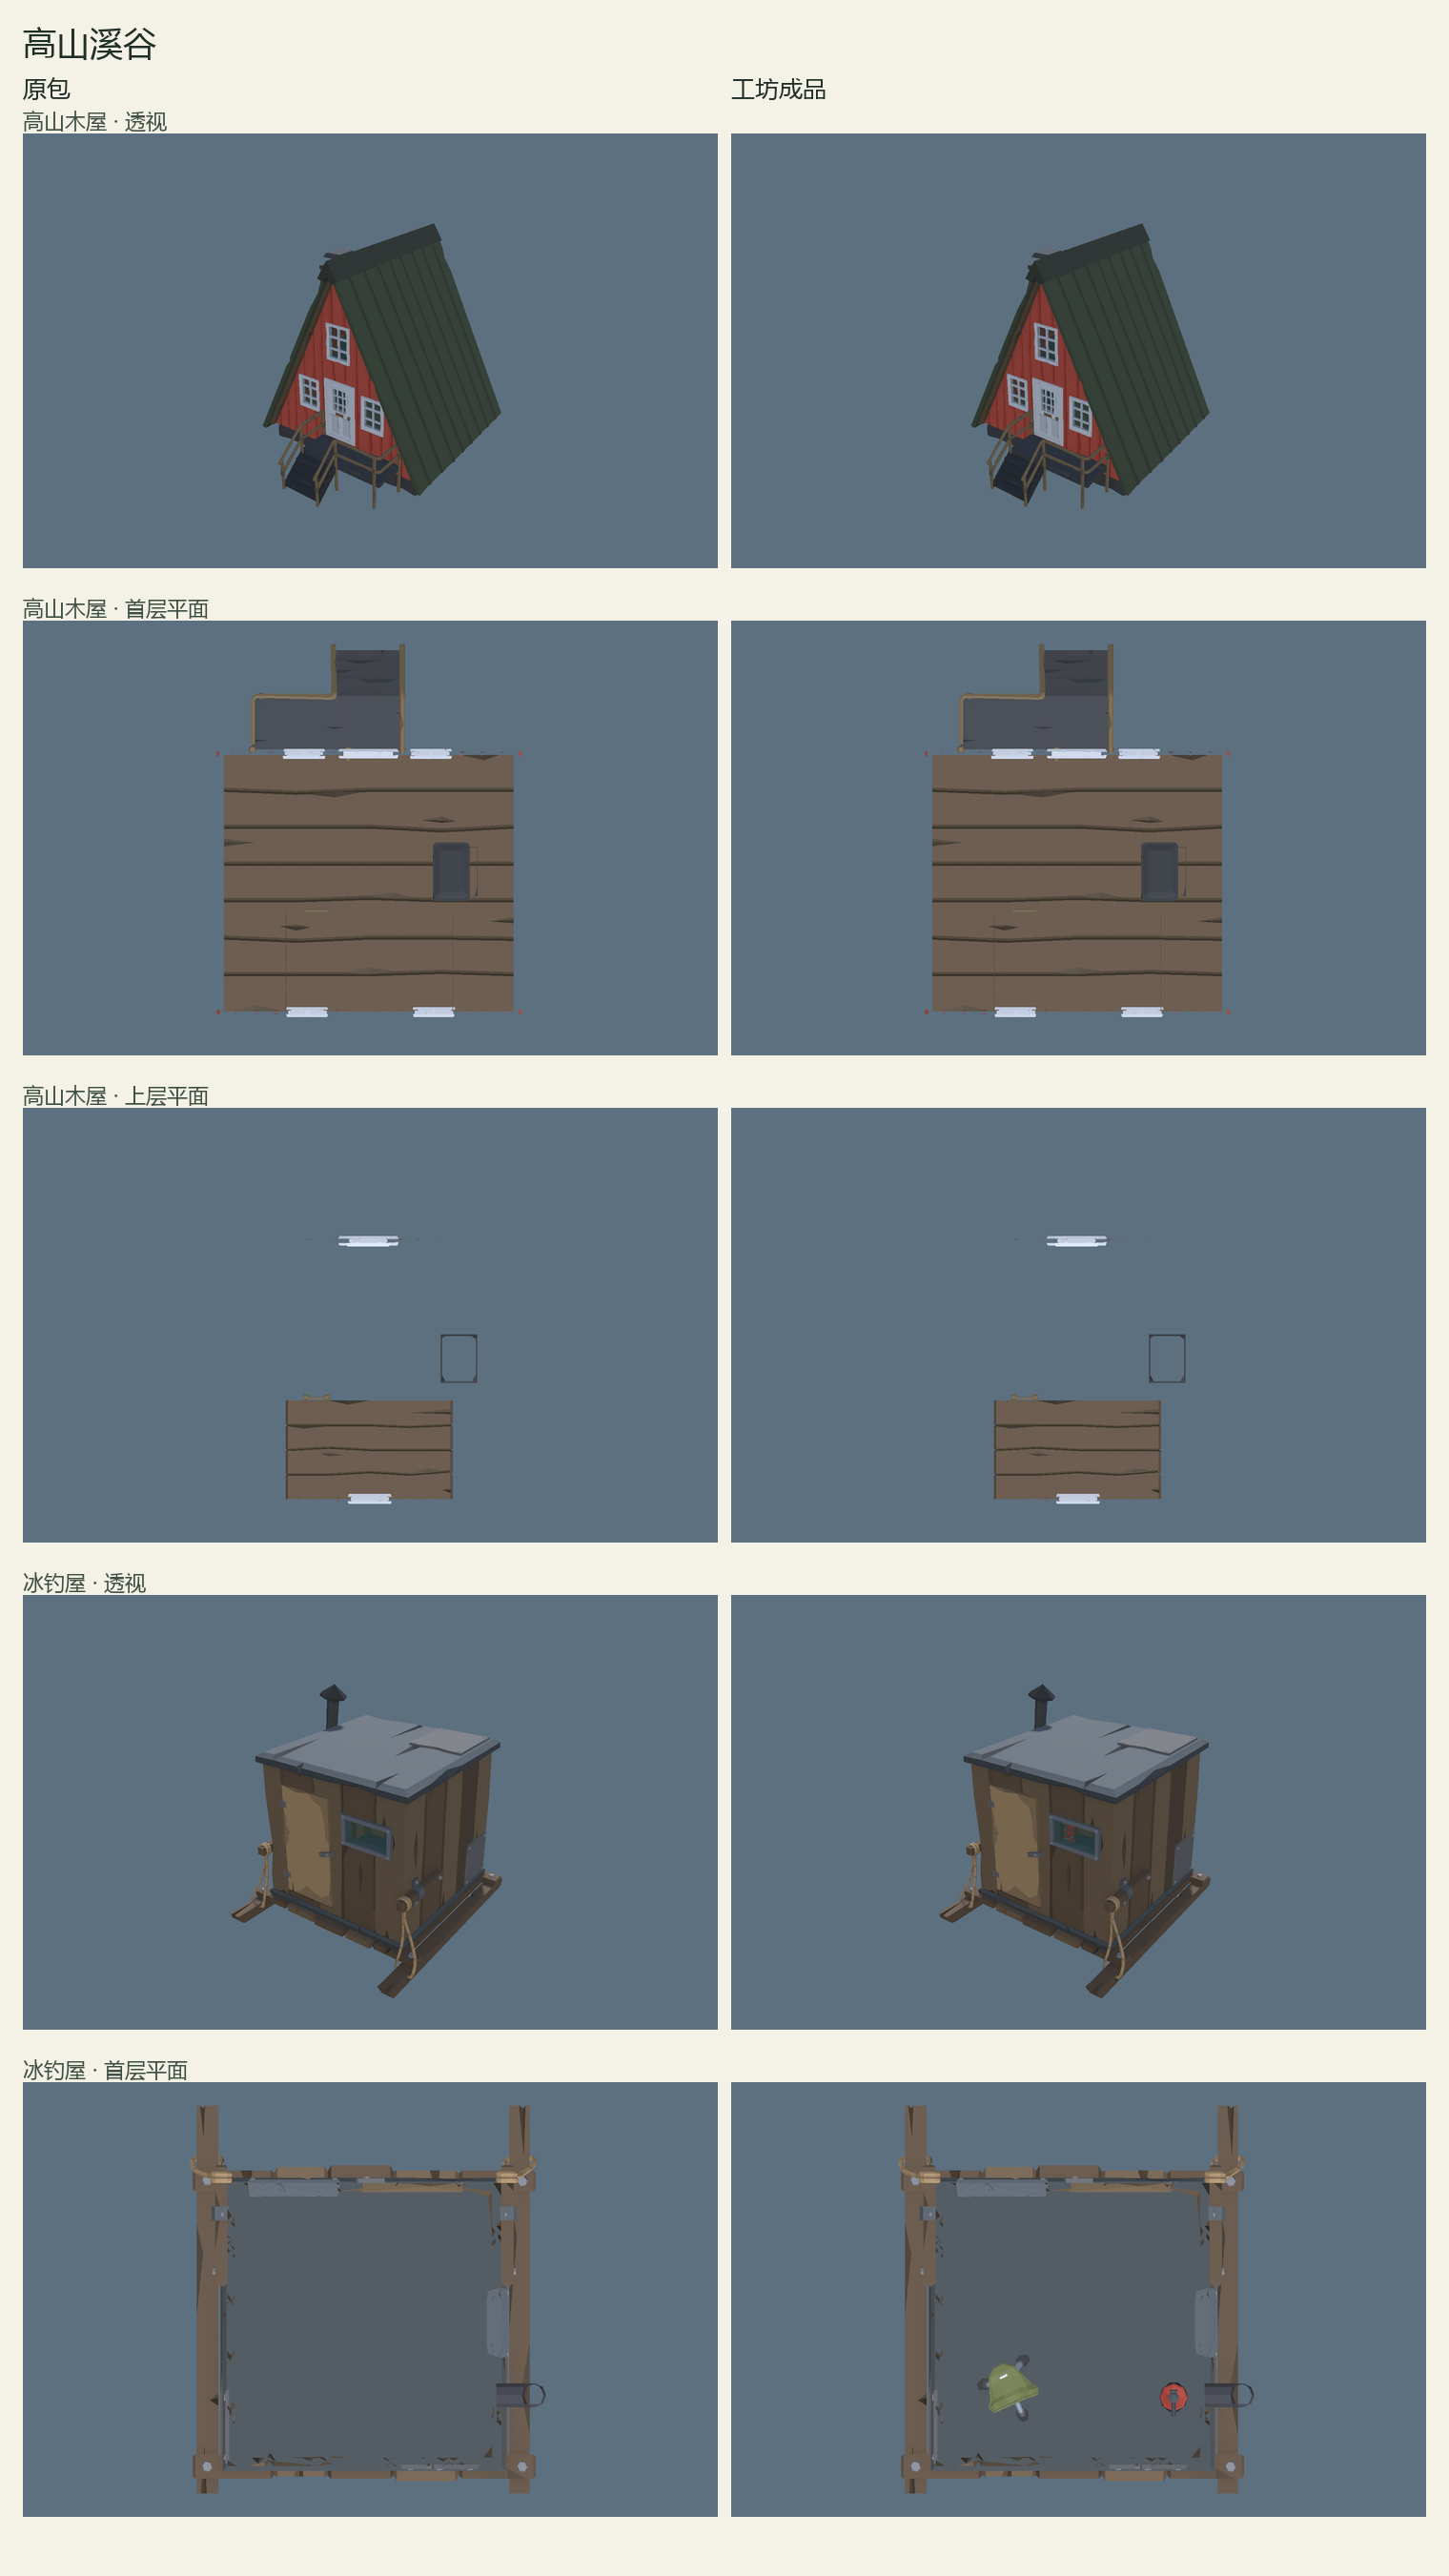 高山溪谷
原包
工坊成品
高山木屋 · 透视
高山木屋 · 首层平面
高山木屋 · 上层平面
冰钓屋 · 透视
冰钓屋 · 首层平面